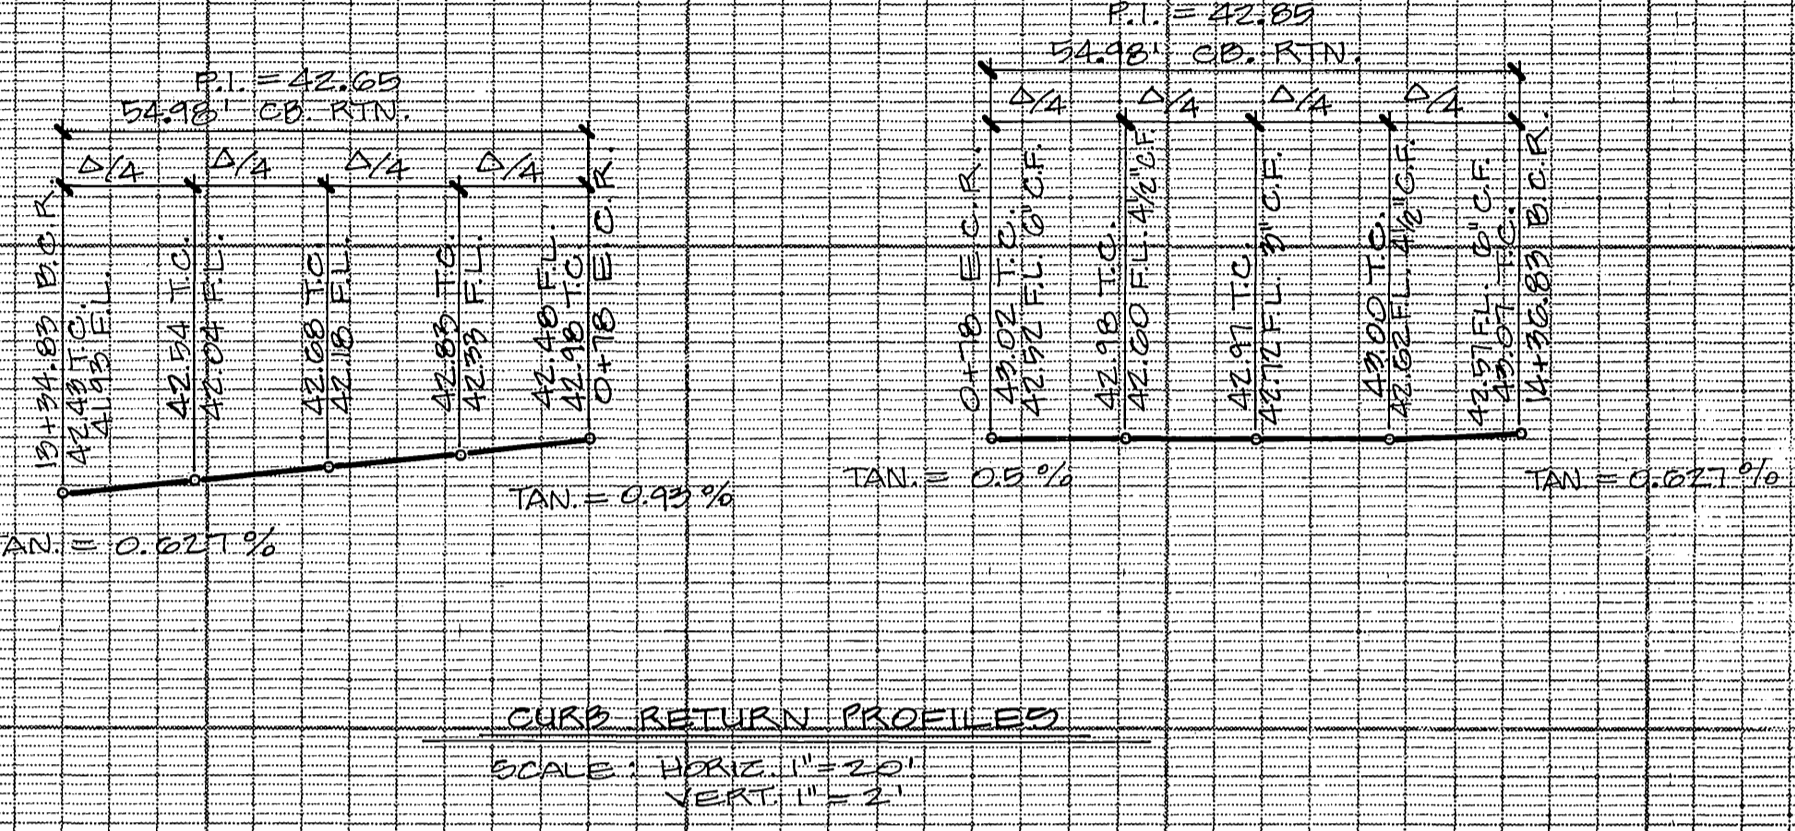 P.I. = 42.65
54.98' CB. RTN.
Δ/4 Δ/4 Δ/4 Δ/4
13+34.83 B.C.R.
42.43 T.C.
41.93 F.L.
42.54 T.C.
42.04 F.L.
42.68 T.C.
42.18 F.L.
42.83 T.C.
42.33 F.L.
42.48 F.L.
42.98 T.C.
0+78 E.C.R.
TAN. = 0.93 %
AN. = 0.627 %
P.I. = 42.85
54.98' CB. RTN.
Δ/4 Δ/4 Δ/4 Δ/4
0+78 E.C.R.
43.02 T.C.
42.52 F.L. 6" C.F.
42.98 T.C.
42.60 F.L. 4½" C.F.
42.97 T.C.
42.72 F.L. 3" C.F.
43.00 T.C.
42.62 F.L. 4½" C.F.
42.57 F.L. 6" C.F.
43.07 T.C.
14+36.83 B.C.R.
TAN. = 0.5 %
TAN. = 0.627 %
CURB RETURN PROFILES
SCALE: HORIZ. 1"=20'
VERT. 1"=2'